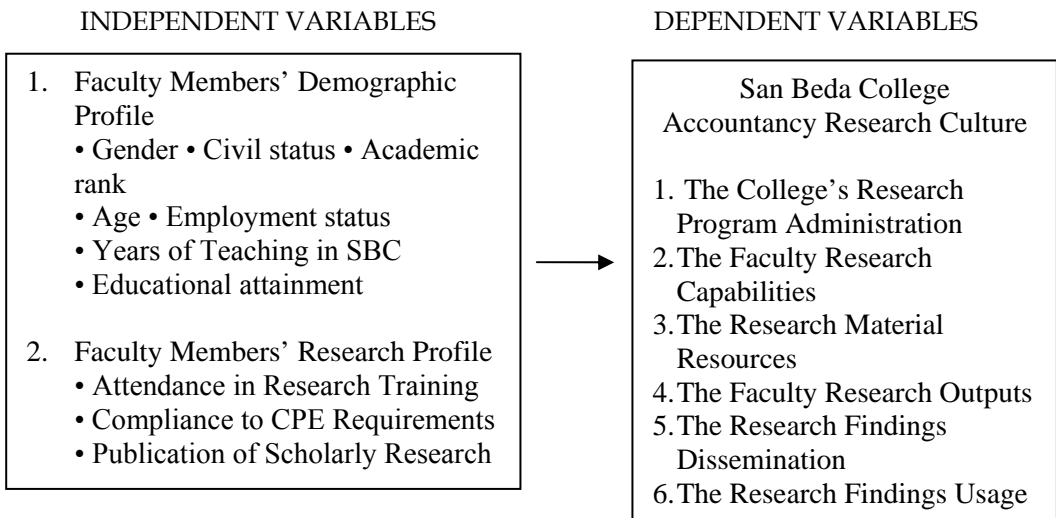 INDEPENDENT VARIABLES
1. Faculty Members’ Demographic
Profile
• Gender • Civil status • Academic
rank
• Age • Employment status
• Years of Teaching in SBC
• Educational attainment
2. Faculty Members’ Research Profile
• Attendance in Research Training
• Compliance to CPE Requirements
• Publication of Scholarly Research
DEPENDENT VARIABLES
San Beda College
Accountancy Research Culture
1. The College’s Research
Program Administration
2.The Faculty Research
Capabilities
3.The Research Material
Resources
4.The Faculty Research Outputs
5.The Research Findings
Dissemination
6.The Research Findings Usage